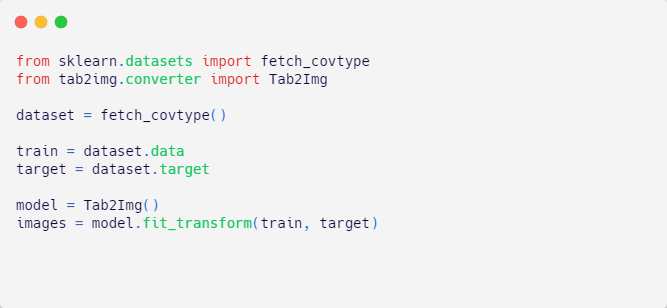 from sklearn.datasets import fetch_covtype
from tab2img.converter import Tab2Img
dataset = fetch_covtype()
train = dataset.data
target = dataset.target
model = Tab2Img()
images = model.fit_transform(train, target)